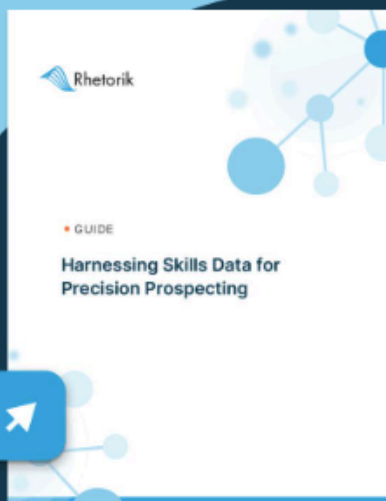 Rhetorik
GUIDE
Harnessing Skills Data for
Precision Prospecting